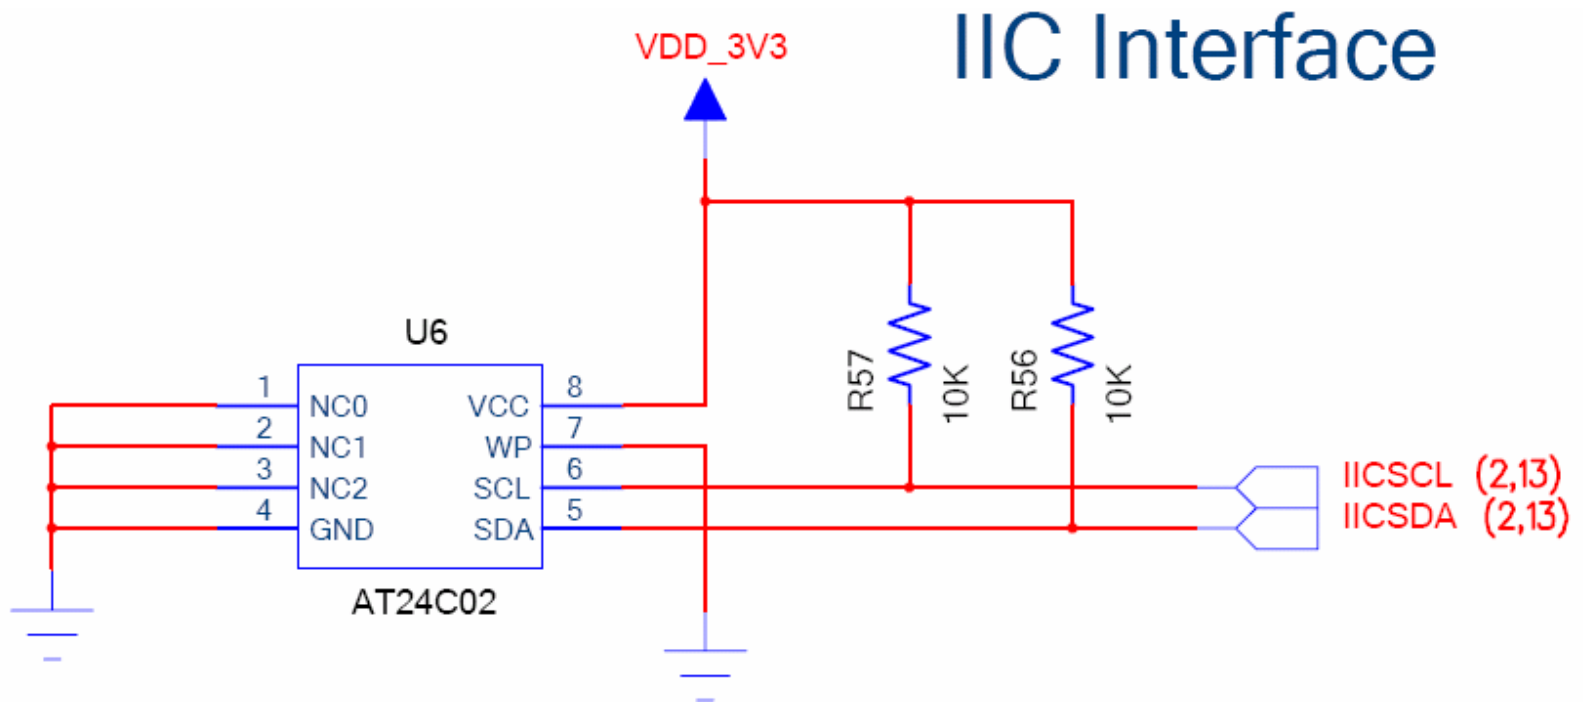 IIC Interface
VDD_3V3
U6
1 NC0 VCC 8
2 NC1 WP 7
3 NC2 SCL 6
4 GND SDA 5
AT24C02
R57 10K R56 10K
IICSCL (2,13)
IICSDA (2,13)